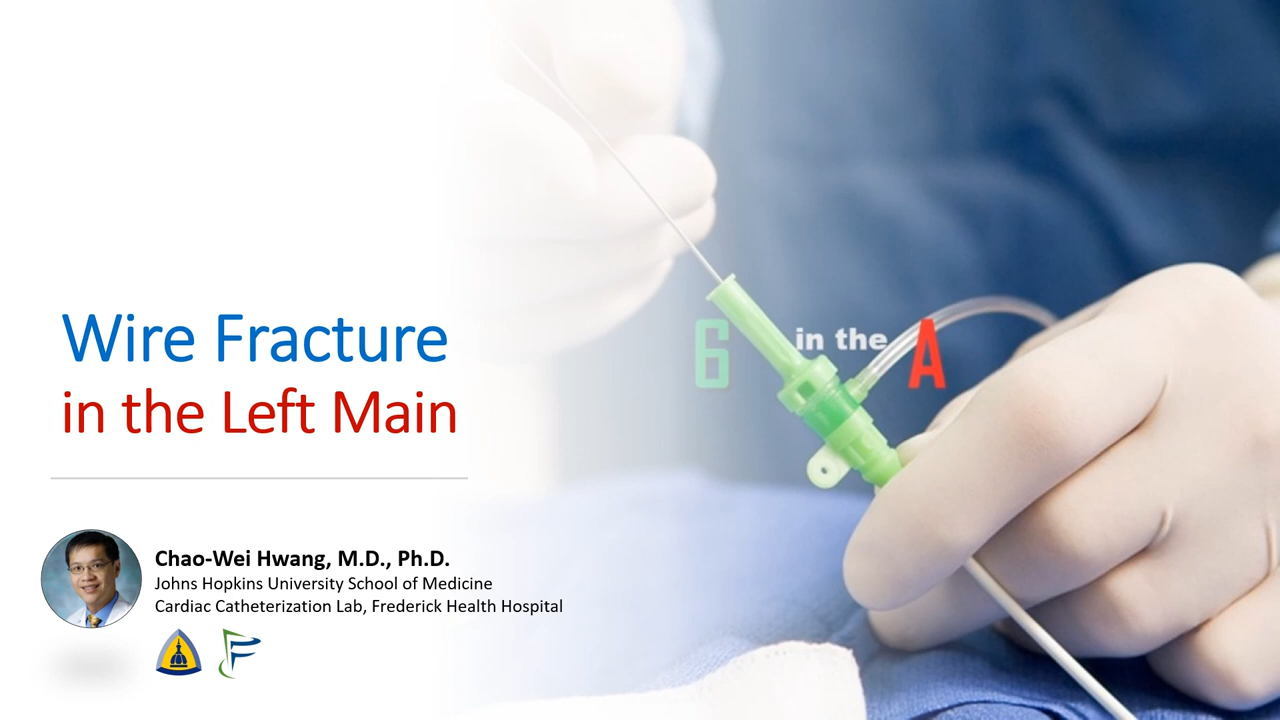 Wire Fracture
in the Left Main
6 in the A
Chao-Wei Hwang, M.D., Ph.D.
Johns Hopkins University School of Medicine
Cardiac Catheterization Lab, Frederick Health Hospital